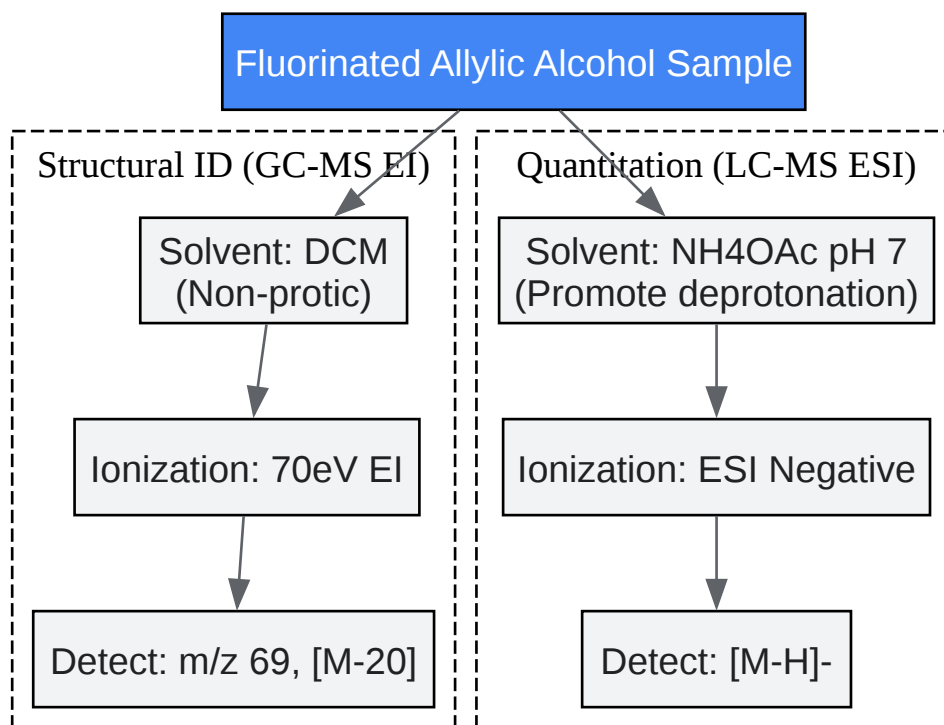 Fluorinated Allylic Alcohol Sample
Structural ID (GC-MS EI)
Solvent: DCM
(Non-protic)
Ionization: 70eV EI
Detect: m/z 69, [M-20]
Quantitation (LC-MS ESI)
Solvent: NH4OAc pH 7
(Promote deprotonation)
Ionization: ESI Negative
Detect: [M-H]-